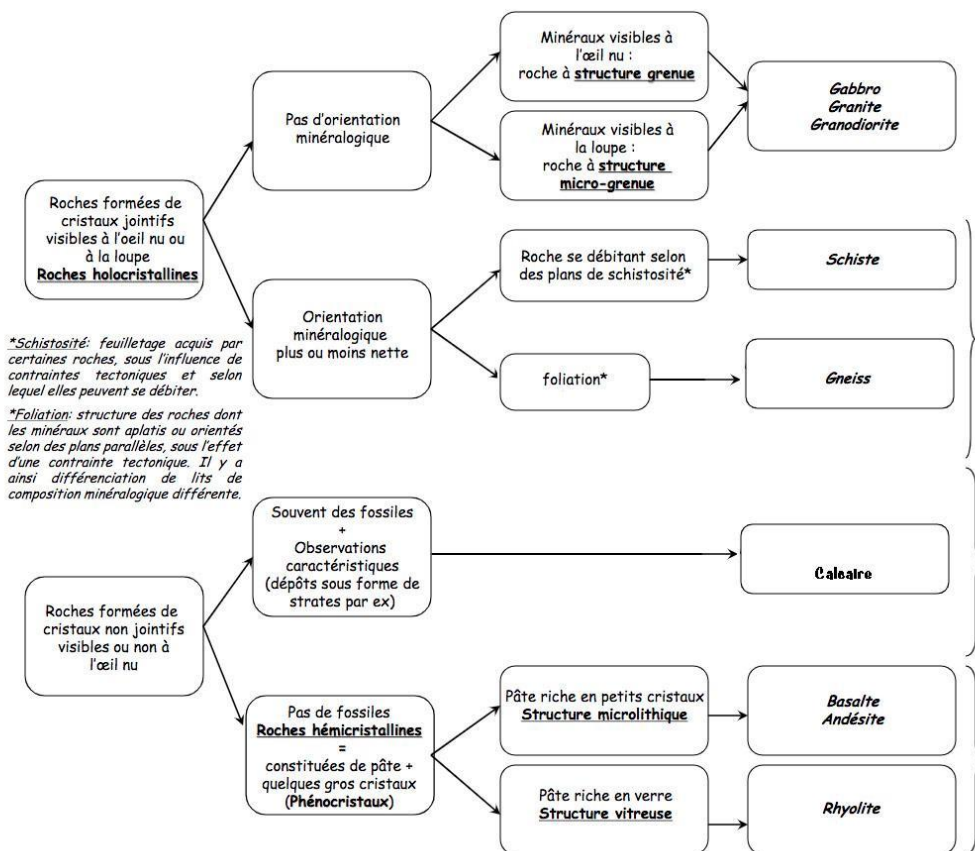 Minéraux visibles à
l'œil nu :
roche à structure grenue
Gabbro
Granite
Granodiorite
Pas d'orientation
minéralogique
Minéraux visibles à
la loupe :
roche à structure
micro-grenue
Roches formées de
cristaux jointifs
visibles à l'oeil nu ou
à la loupe
Roches holocristallines
Roche se débitant selon
des plans de schistosité*
Schiste
Orientation
minéralogique
plus ou moins nette
foliation*
Gneiss
*Schistosité: feuilletage acquis par
certaines roches, sous l'influence de
contraintes tectoniques et selon
lequel elles peuvent se débiter.
*Foliation: structure des roches dont
les minéraux sont aplatis ou orientés
selon des plans parallèles, sous l'effet
d'une contrainte tectonique. Il y a
ainsi différenciation de lits de
composition minéralogique différente.
Souvent des fossiles
+
Observations
caractéristiques
(dépôts sous forme de
strates par ex)
Calcaire
Roches formées de
cristaux non jointifs
visibles ou non à
l'œil nu
Pas de fossiles
Roches hémicristallines
=
constituées de pâte +
quelques gros cristaux
(Phénocristaux)
Pâte riche en petits cristaux
Structure microlithique
Basalte
Andésite
Pâte riche en verre
Structure vitreuse
Rhyolite